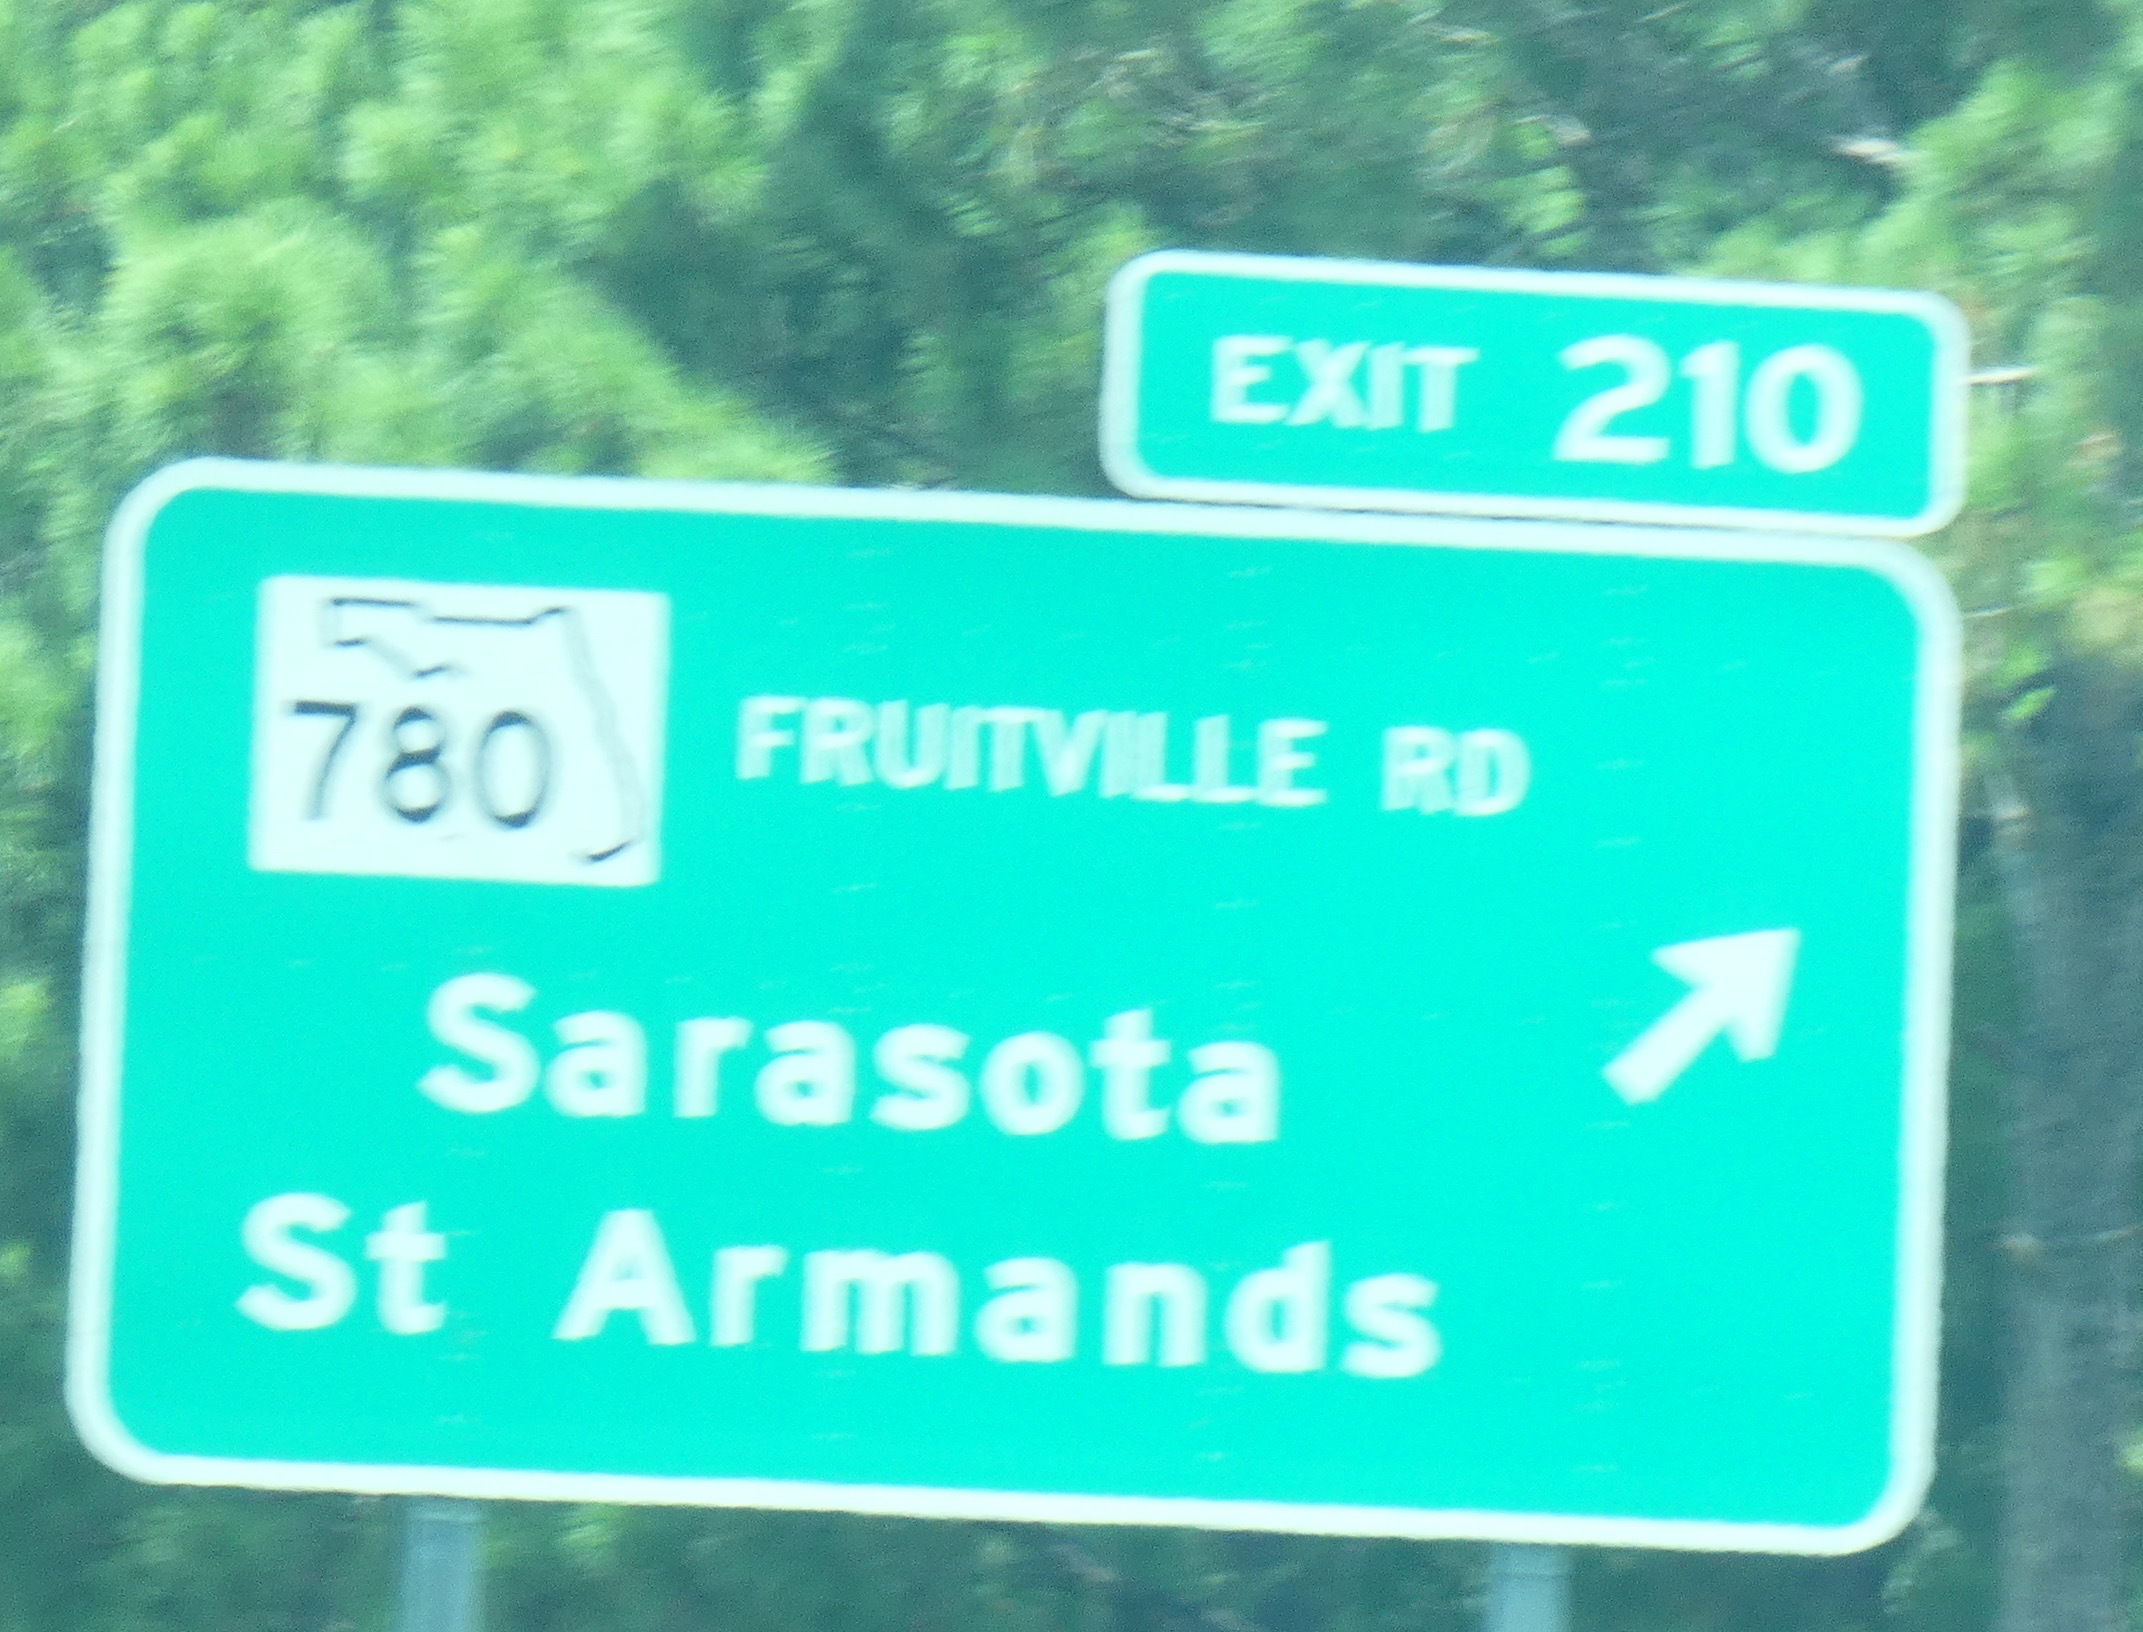 EXIT 210
780 FRUITVILLE RD
Sarasota
St Armands